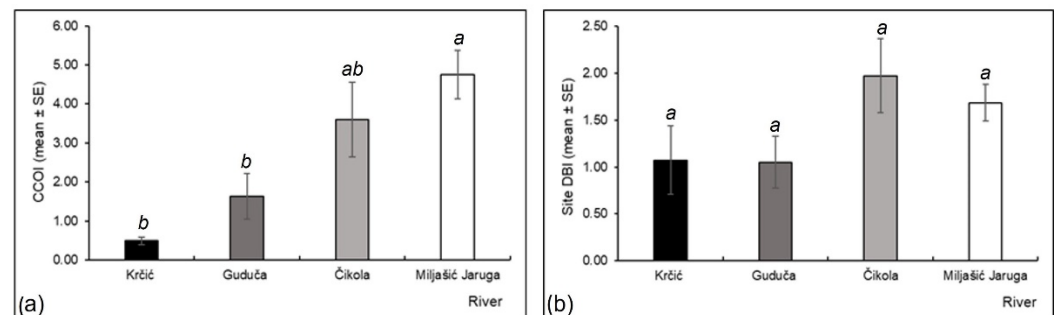 6.00
5.00
4.00
3.00
2.00
1.00
0.00
CCOI (mean ± SE)
b
b
ab
a
Krčić
Guduča
Čikola
Miljašić Jaruga
River
(a)
2.50
2.00
1.50
1.00
0.50
0.00
Site DBI (mean ± SE)
a
a
a
a
Krčić
Guduča
Čikola
Miljašić Jaruga
River
(b)